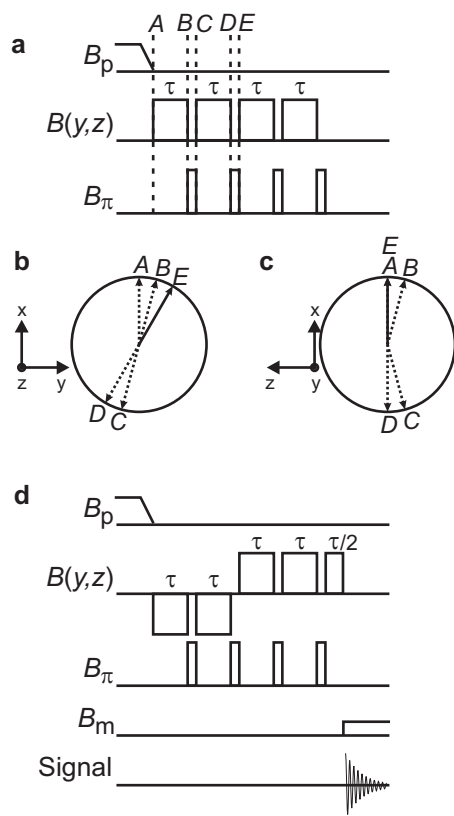 A B C D E
a
Bp
τ τ τ τ
B(y,z)
Bπ
b
A B E
x
z y
D C
c
E
A B
x
z y
D C
d
Bp
τ τ τ/2
B(y,z)
τ τ
Bπ
Bm
Signal